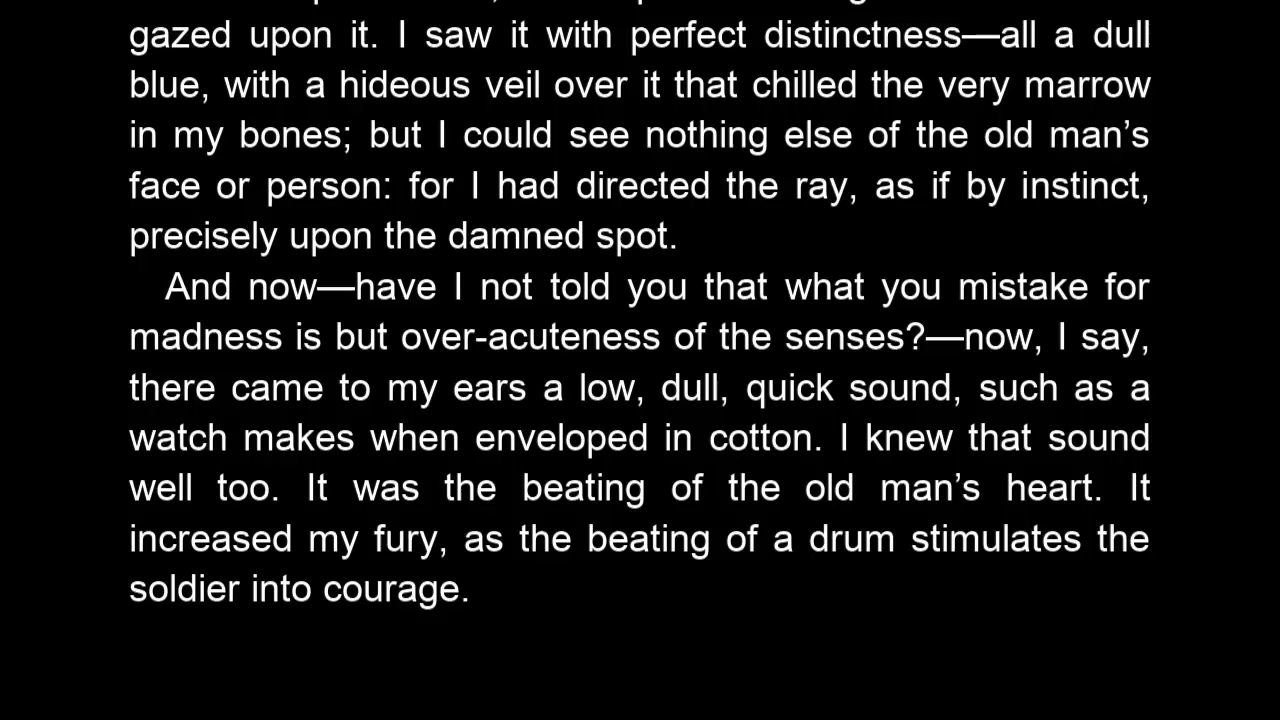 gazed upon it. I saw it with perfect distinctness—all a dull
blue, with a hideous veil over it that chilled the very marrow
in my bones; but I could see nothing else of the old man’s
face or person: for I had directed the ray, as if by instinct,
precisely upon the damned spot.
And now—have I not told you that what you mistake for
madness is but over-acuteness of the senses?—now, I say,
there came to my ears a low, dull, quick sound, such as a
watch makes when enveloped in cotton. I knew that sound
well too. It was the beating of the old man’s heart. It
increased my fury, as the beating of a drum stimulates the
soldier into courage.